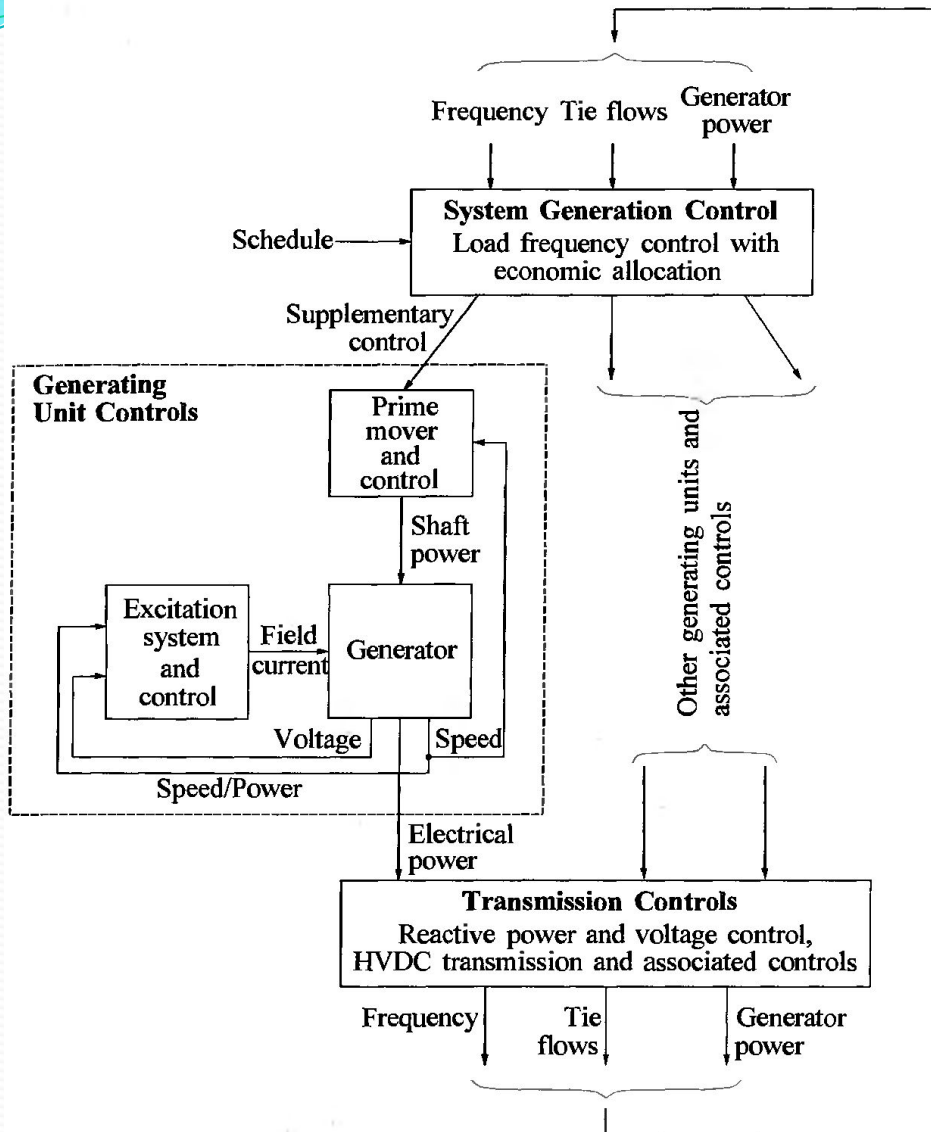 Frequency
Tie flows
Generator
power
System Generation Control
Load frequency control with
economic allocation
Schedule
Supplementary
control
Generating
Unit Controls
Prime
mover
and
control
Shaft
power
Excitation
system
and
control
Field
current
Generator
Voltage
Speed
Speed/Power
Other generating units and
associated controls
Electrical
power
Transmission Controls
Reactive power and voltage control,
HVDC transmission and associated controls
Frequency
Tie
flows
Generator
power